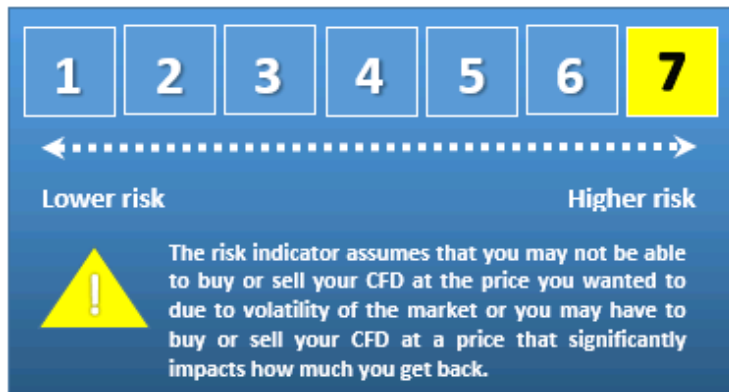 1 2 3 4 5 6 7
Lower risk Higher risk
!
The risk indicator assumes that you may not be able
to buy or sell your CFD at the price you wanted to
due to volatility of the market or you may have to
buy or sell your CFD at a price that significantly
impacts how much you get back.